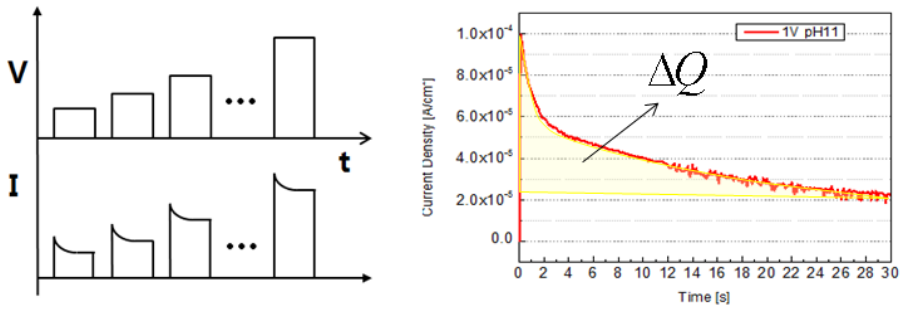 V
t
I
1.0x10⁻⁴
8.0x10⁻⁵
6.0x10⁻⁵
4.0x10⁻⁵
2.0x10⁻⁵
0.0
Current Density [A/cm²]
1V pH11
ΔQ
0 2 4 6 8 10 12 14 16 18 20 22 24 26 28 30
Time [s]